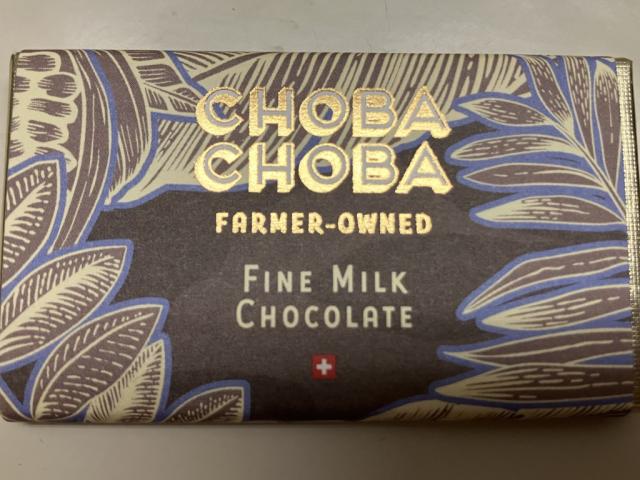 CHOBA
CHOBA
FARMER-OWNED
FINE MILK
CHOCOLATE